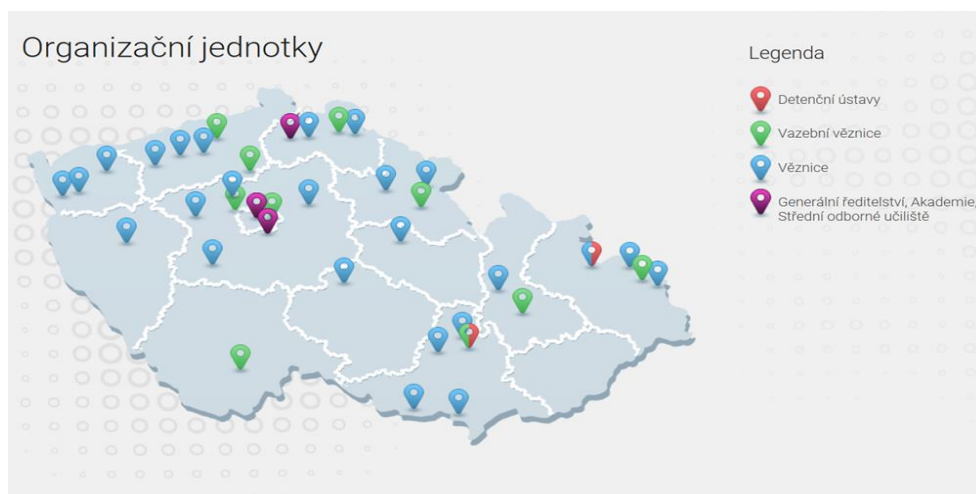 Organizační jednotky
Legenda
Detenční ústavy
Vazební věznice
Věznice
Generální ředitelství, Akademie,
Střední odborné učiliště